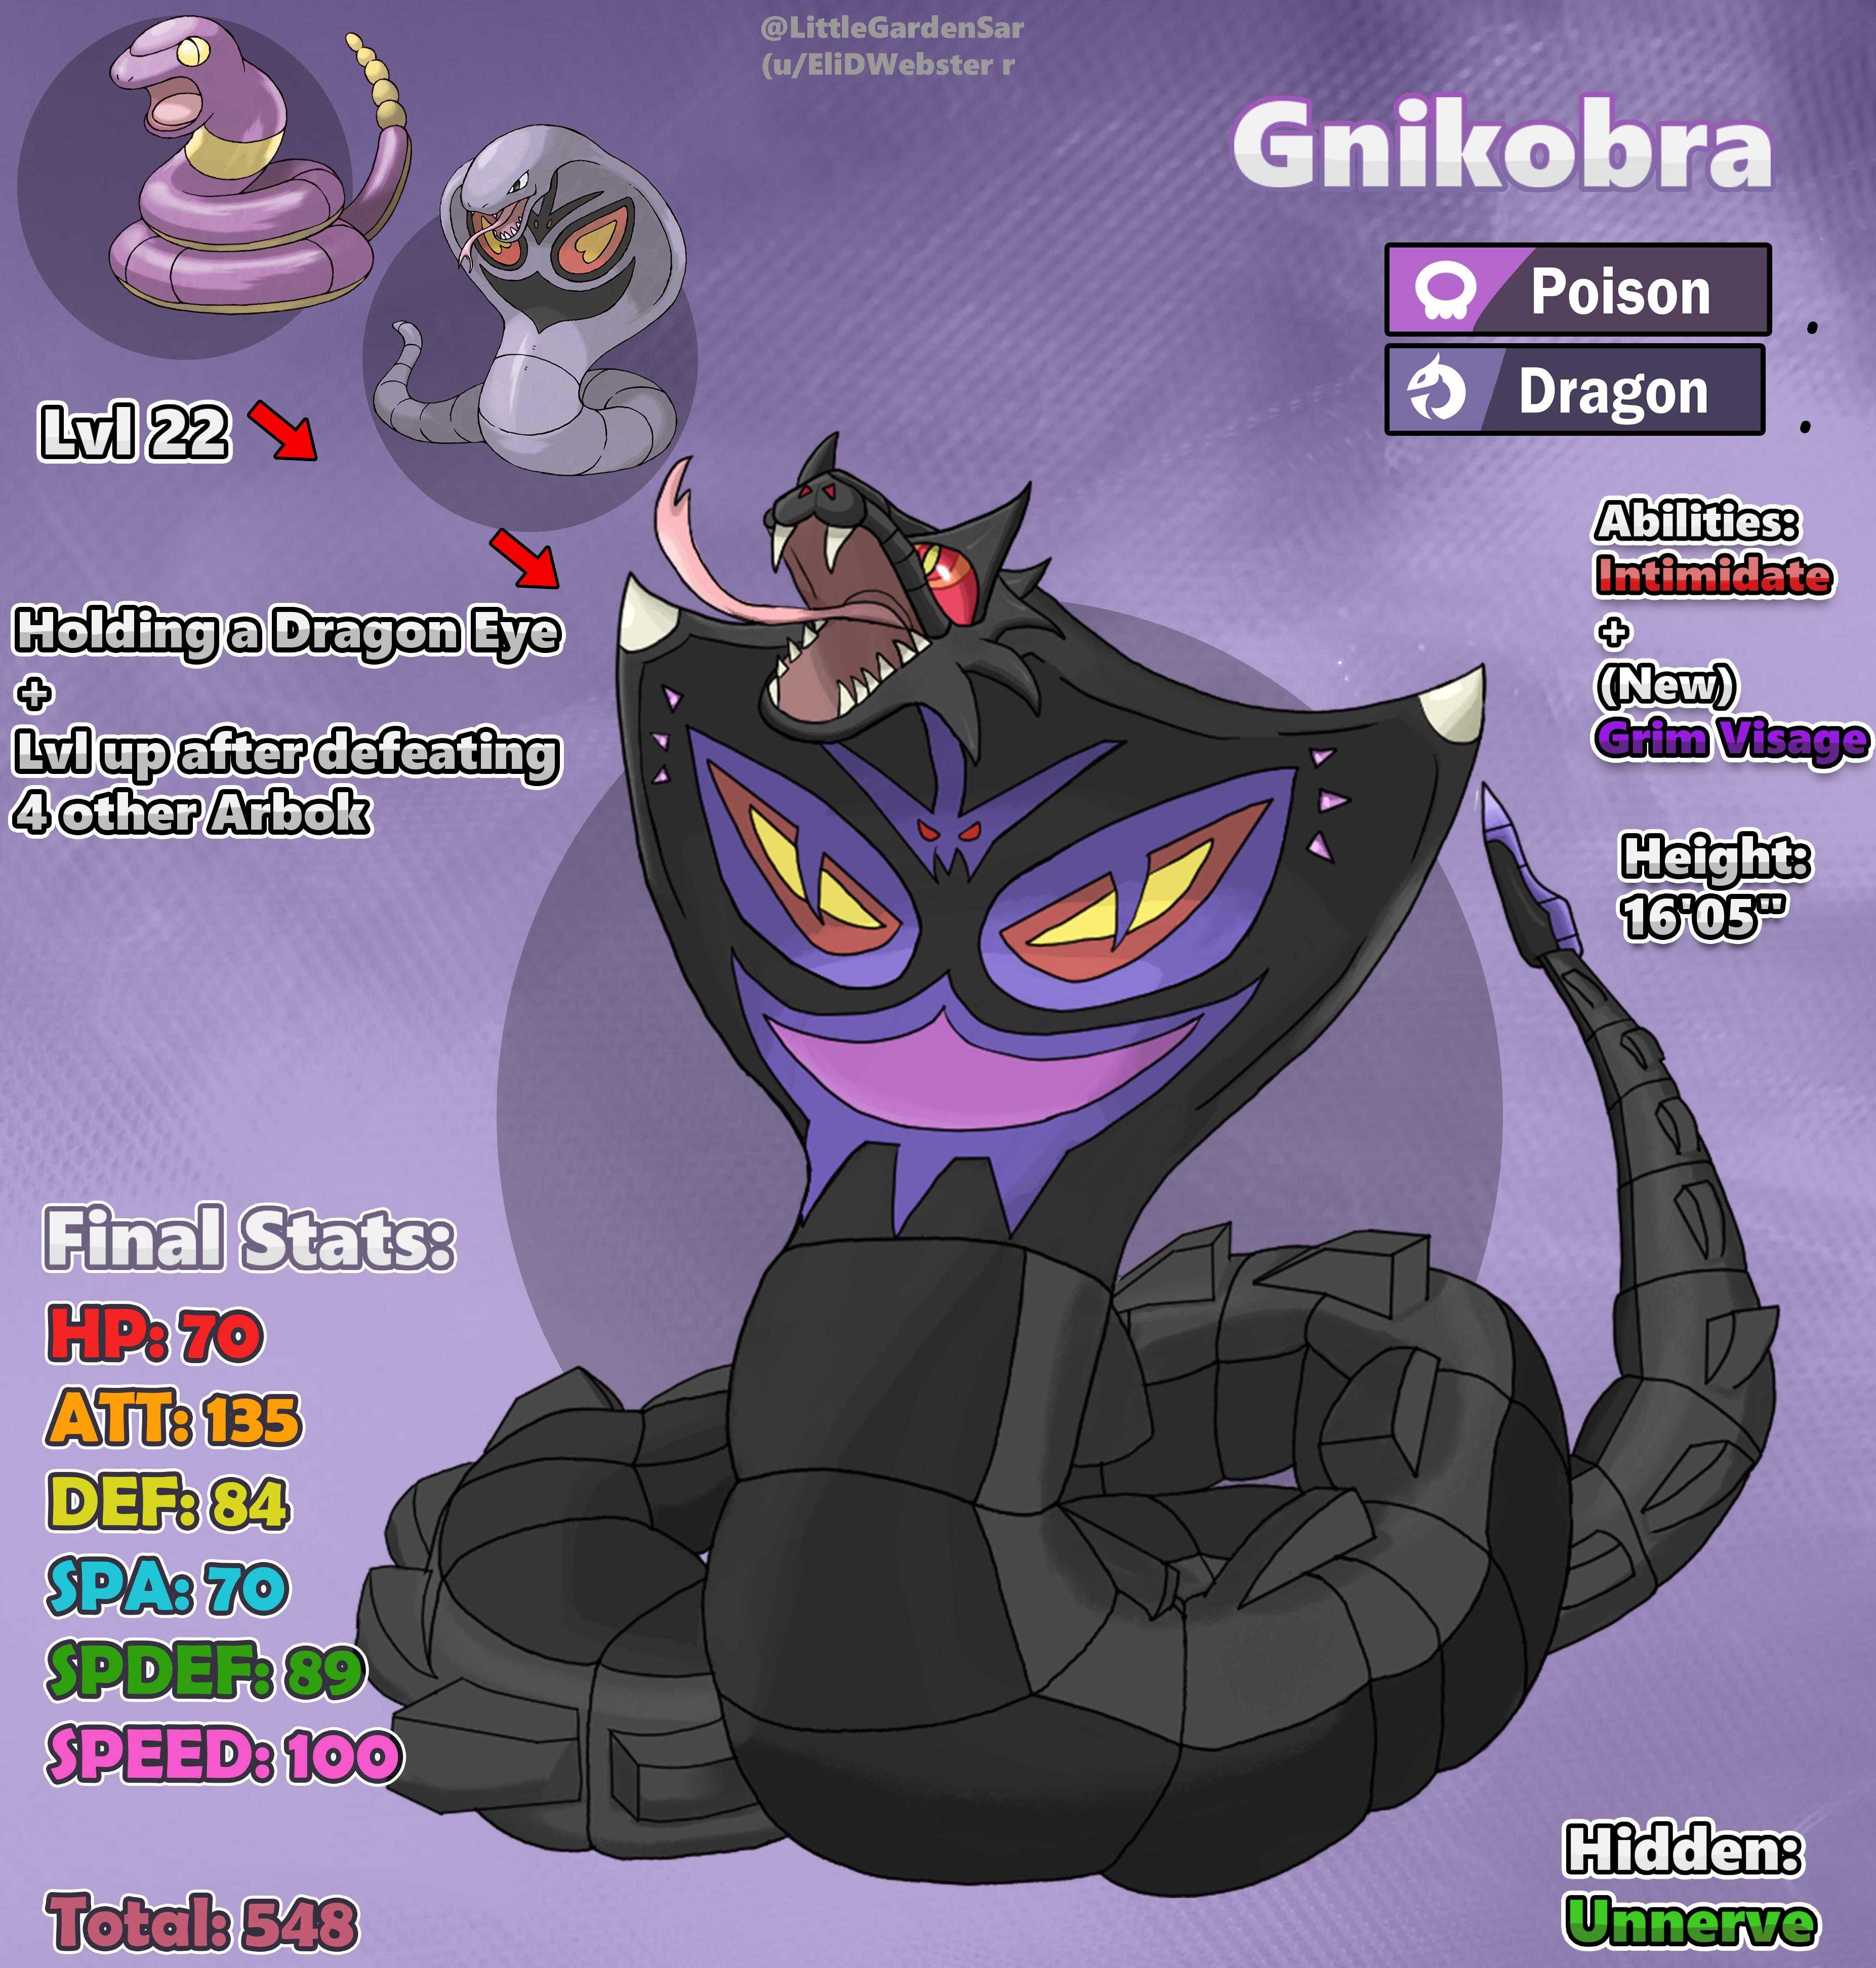 @LittleGardenSar
(u/EliDWebster r
Gnikobra
Poison
Dragon
Lvl 22
Holding a Dragon Eye
+
Lvl up after defeating
4 other Arbok
Abilities:
Intimidate
+
(New)
Grim Visage
Height:
16'05"
Final Stats:
HP: 70
ATT: 135
DEF: 84
SPA: 70
SPDEF: 89
SPEED: 100
Total: 548
Hidden:
Unnerve